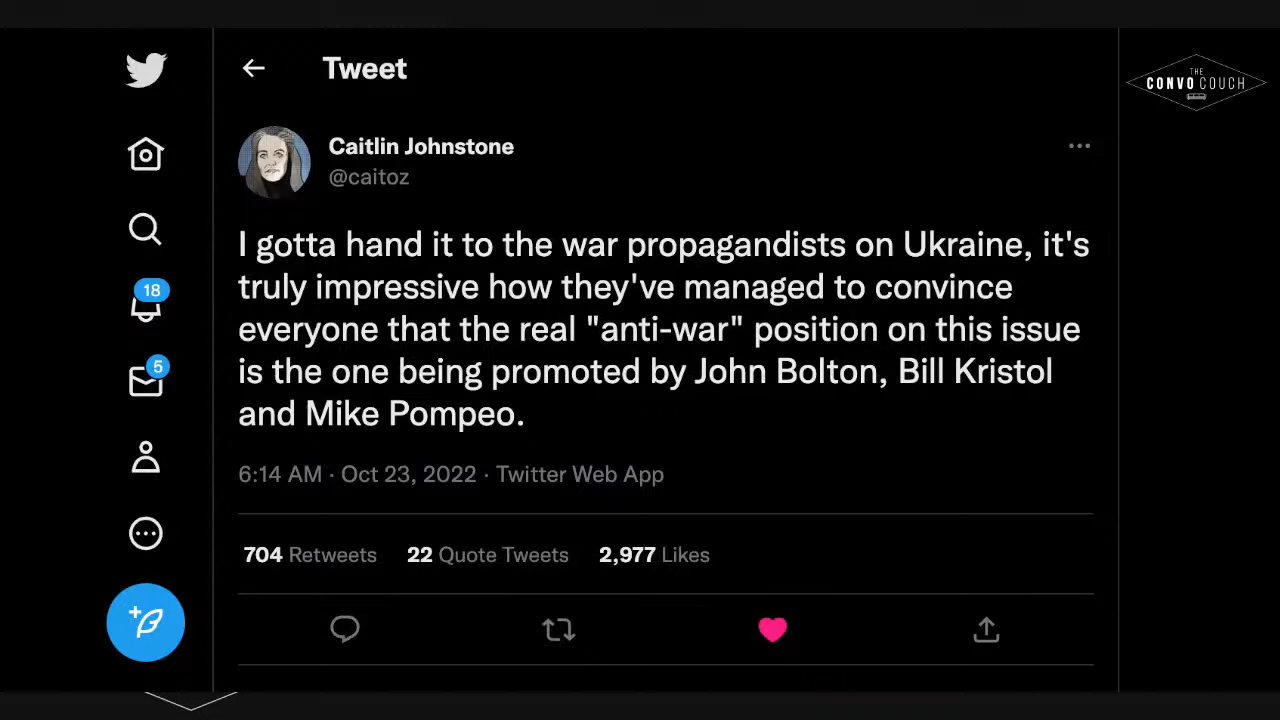 Tweet
THE
CONVO COUCH
Caitlin Johnstone
@caitoz
I gotta hand it to the war propagandists on Ukraine, it's
truly impressive how they've managed to convince
everyone that the real "anti-war" position on this issue
is the one being promoted by John Bolton, Bill Kristol
and Mike Pompeo.
6:14 AM · Oct 23, 2022 · Twitter Web App
704 Retweets 22 Quote Tweets 2,977 Likes
18
5